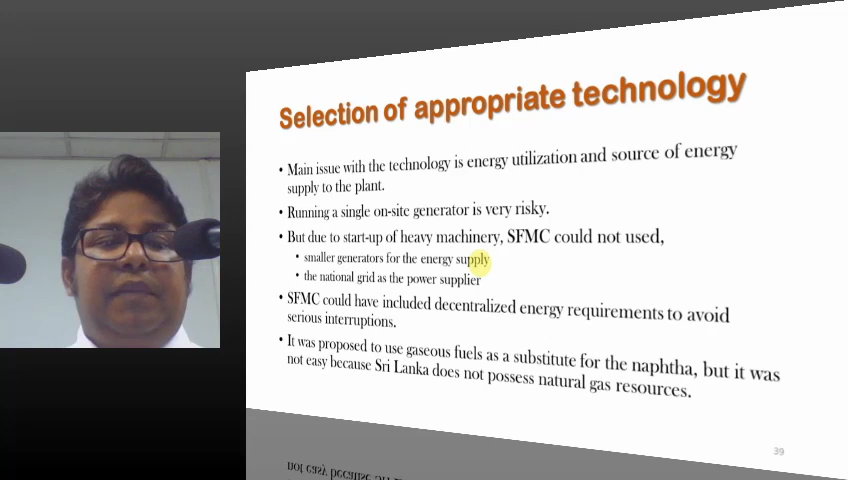 Selection of appropriate technology
• Main issue with the technology is energy utilization and source of energy
supply to the plant.
• Running a single on-site generator is very risky.
• But due to start-up of heavy machinery, SFMC could not used,
• smaller generators for the energy supply
• the national grid as the power supplier
• SFMC could have included decentralized energy requirements to avoid
serious interruptions.
• It was proposed to use gaseous fuels as a substitute for the naphtha, but it was
not easy because Sri Lanka does not possess natural gas resources.
39